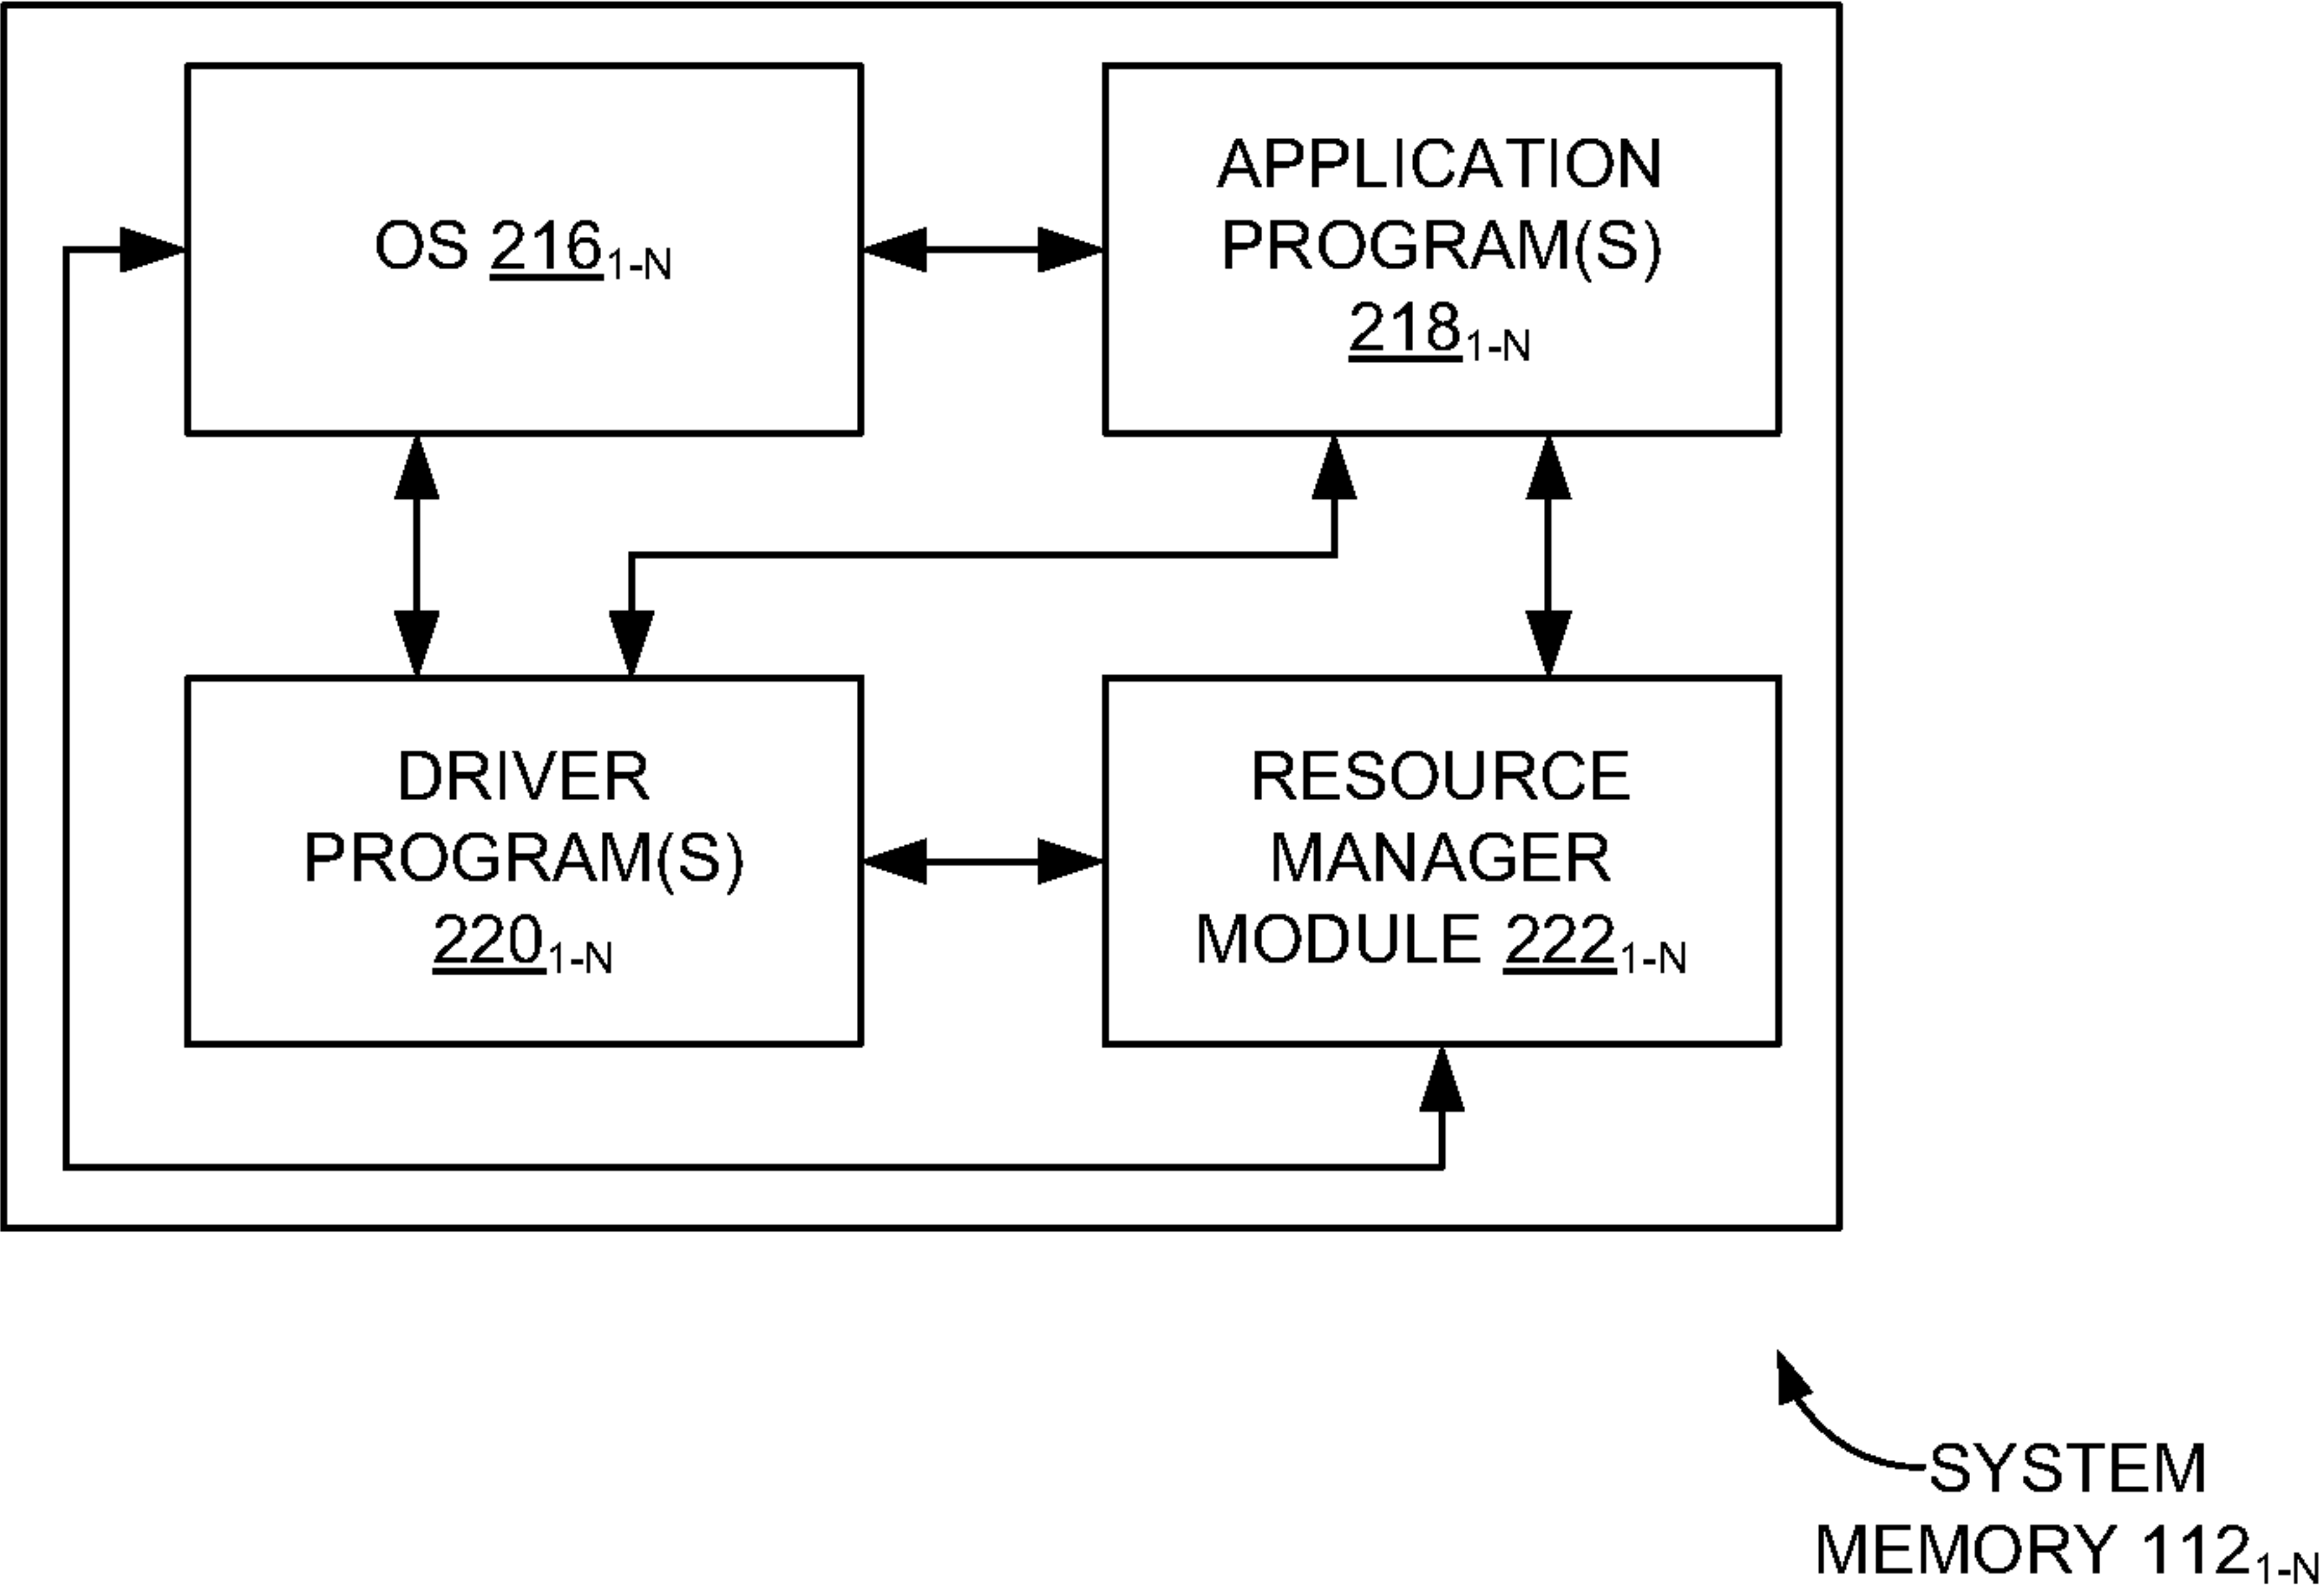 OS 216₁₋N
APPLICATION
PROGRAM(S)
218₁₋N
DRIVER
PROGRAM(S)
220₁₋N
RESOURCE
MANAGER
MODULE 222₁₋N
SYSTEM
MEMORY 112₁₋N